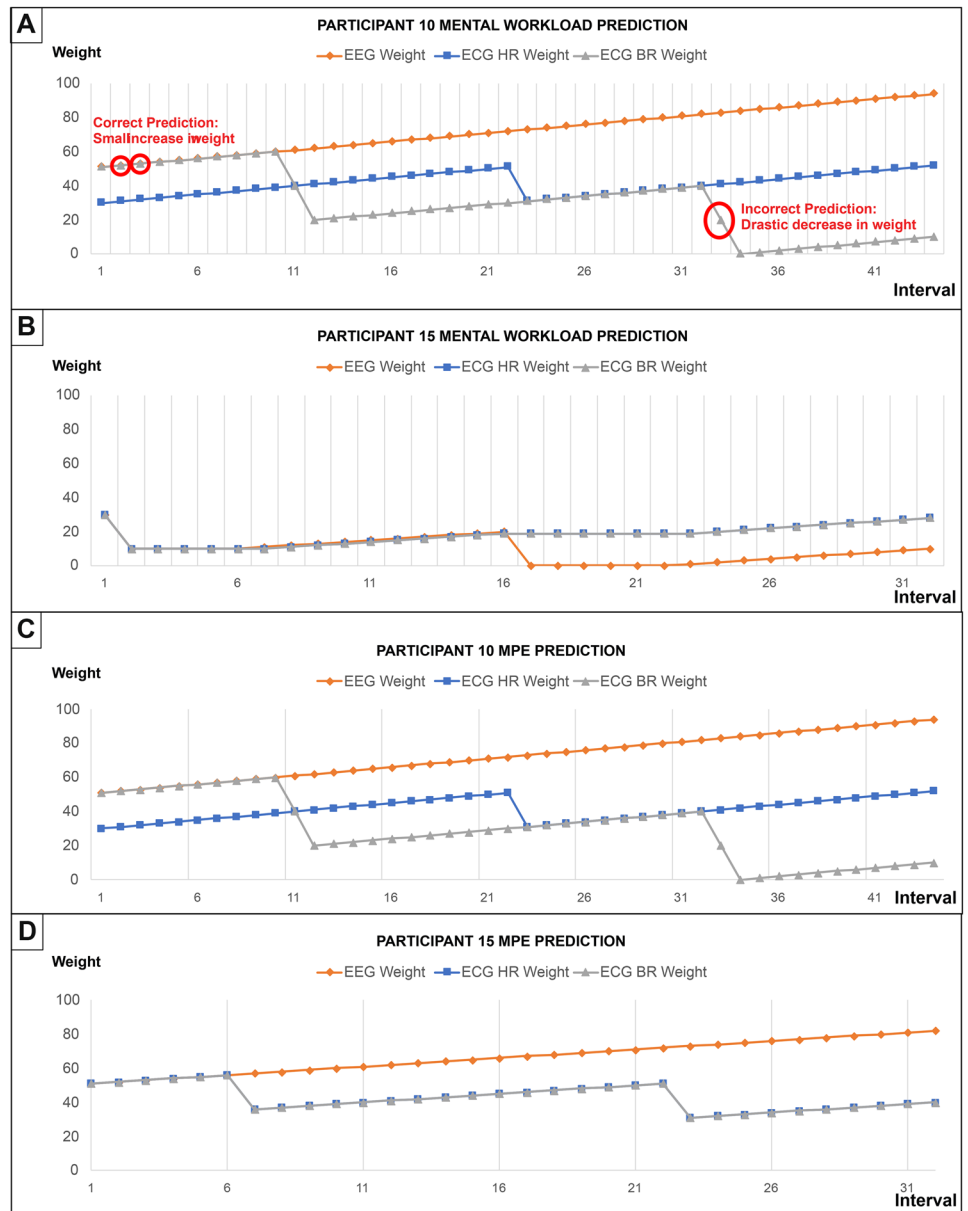 A
PARTICIPANT 10 MENTAL WORKLOAD PREDICTION
Weight
EEG Weight ECG HR Weight ECG BR Weight
100
80
Correct Prediction:
Smallincrease in weight
60
40
Incorrect Prediction:
Drastic decrease in weight
20
0
1 6 11 16 21 26 31 36 41
Interval
B
PARTICIPANT 15 MENTAL WORKLOAD PREDICTION
Weight
EEG Weight ECG HR Weight ECG BR Weight
100
80
60
40
20
0
1 6 11 16 21 26 31
Interval
C
PARTICIPANT 10 MPE PREDICTION
Weight
EEG Weight ECG HR Weight ECG BR Weight
100
80
60
40
20
0
1 6 11 16 21 26 31 36 41 Interval
D
PARTICIPANT 15 MPE PREDICTION
Weight
EEG Weight ECG HR Weight ECG BR Weight
100
80
60
40
20
0
1 6 11 16 21 26 31
Interval